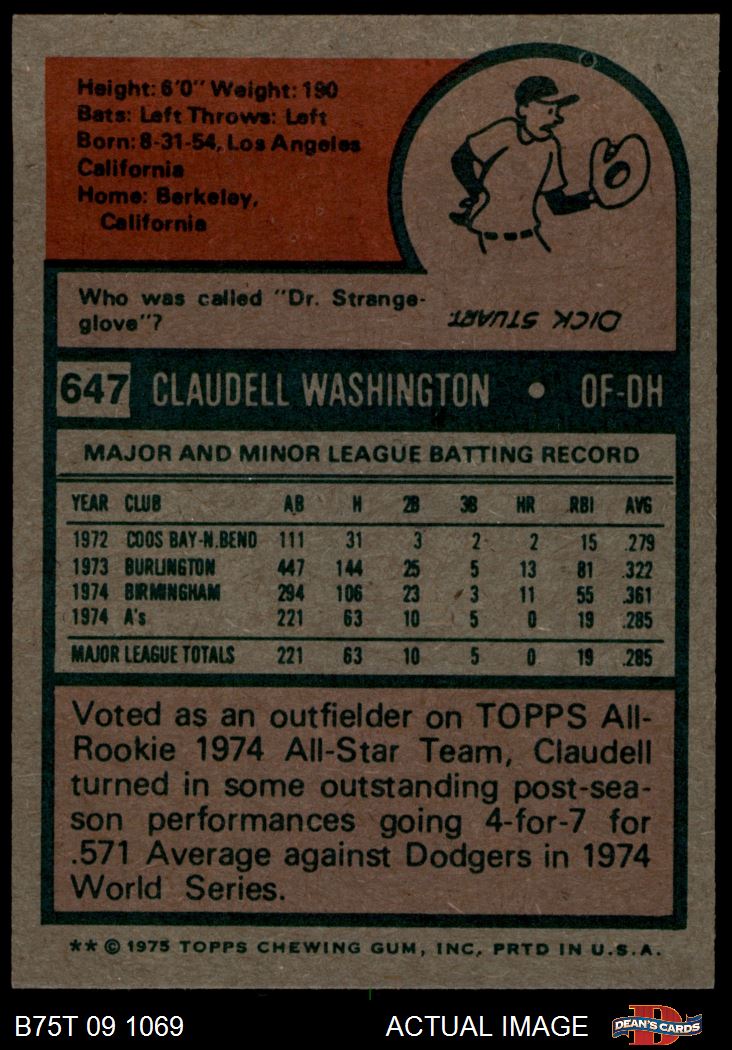 Height: 6'0" Weight: 190
Bats: Left Throws: Left
Born: 8-31-54, Los Angeles
California
Home: Berkeley,
California
Who was called "Dr. Strange-
glove"?
DICK STUART.
647 CLAUDELL WASHINGTON • OF-DH
MAJOR AND MINOR LEAGUE BATTING RECORD
YEAR CLUB AB H 2B 3B HR RBI AVG
1972 COOS BAY-N.BEND 111 31 3 2 2 15 .279
1973 BURLINGTON 447 144 25 5 13 81 .322
1974 BIRMINGHAM 294 106 23 3 11 55 .361
1974 A's 221 63 10 5 0 19 .285
MAJOR LEAGUE TOTALS 221 63 10 5 0 19 .285
Voted as an outfielder on TOPPS All-
Rookie 1974 All-Star Team, Claudell
turned in some outstanding post-sea-
son performances going 4-for-7 for
.571 Average against Dodgers in 1974
World Series.
** © 1975 TOPPS CHEWING GUM, INC, PRTD IN U.S.A.
B75T 09 1069 ACTUAL IMAGE DEAN'S CARDS